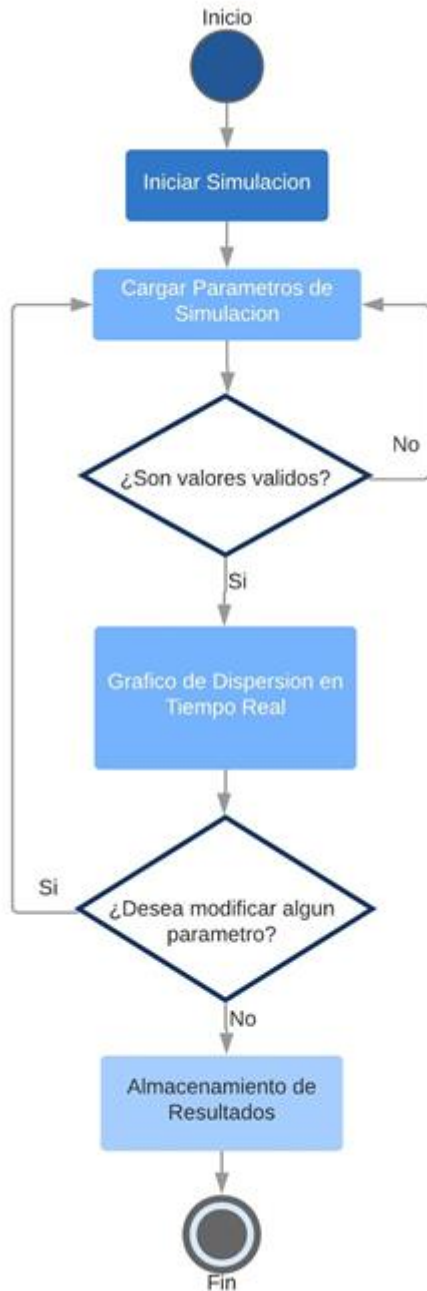 Inicio
Iniciar Simulacion
Cargar Parametros de
Simulacion
¿Son valores validos?
No
Si
Grafico de Dispersion en
Tiempo Real
Si
¿Desea modificar algun
parametro?
No
Almacenamiento de
Resultados
Fin